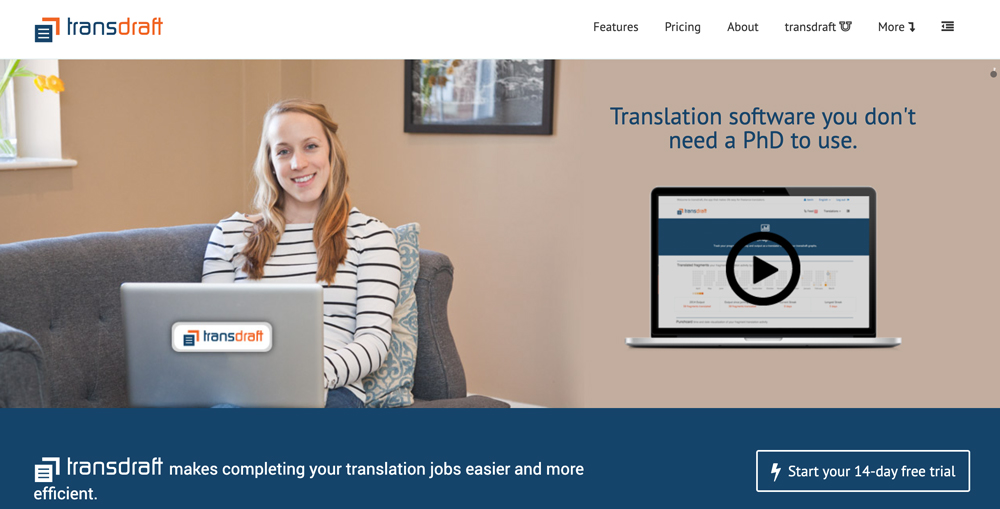 transdraft
Features Pricing About transdraft More
Translation software you don't
need a PhD to use.
transdraft
transdraft
transdraft makes completing your translation jobs easier and more
efficient.
Start your 14-day free trial